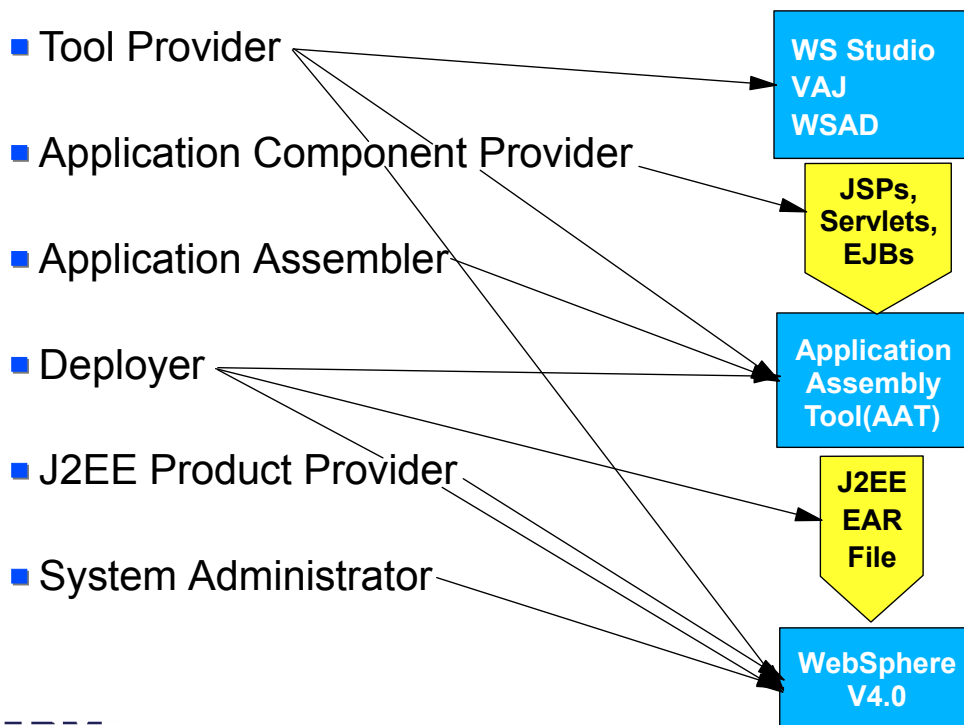 Tool Provider
Application Component Provider
Application Assembler
Deployer
J2EE Product Provider
System Administrator
WS Studio
VAJ
WSAD
JSPs,
Servlets,
EJBs
Application
Assembly
Tool(AAT)
J2EE
EAR
File
WebSphere
V4.0